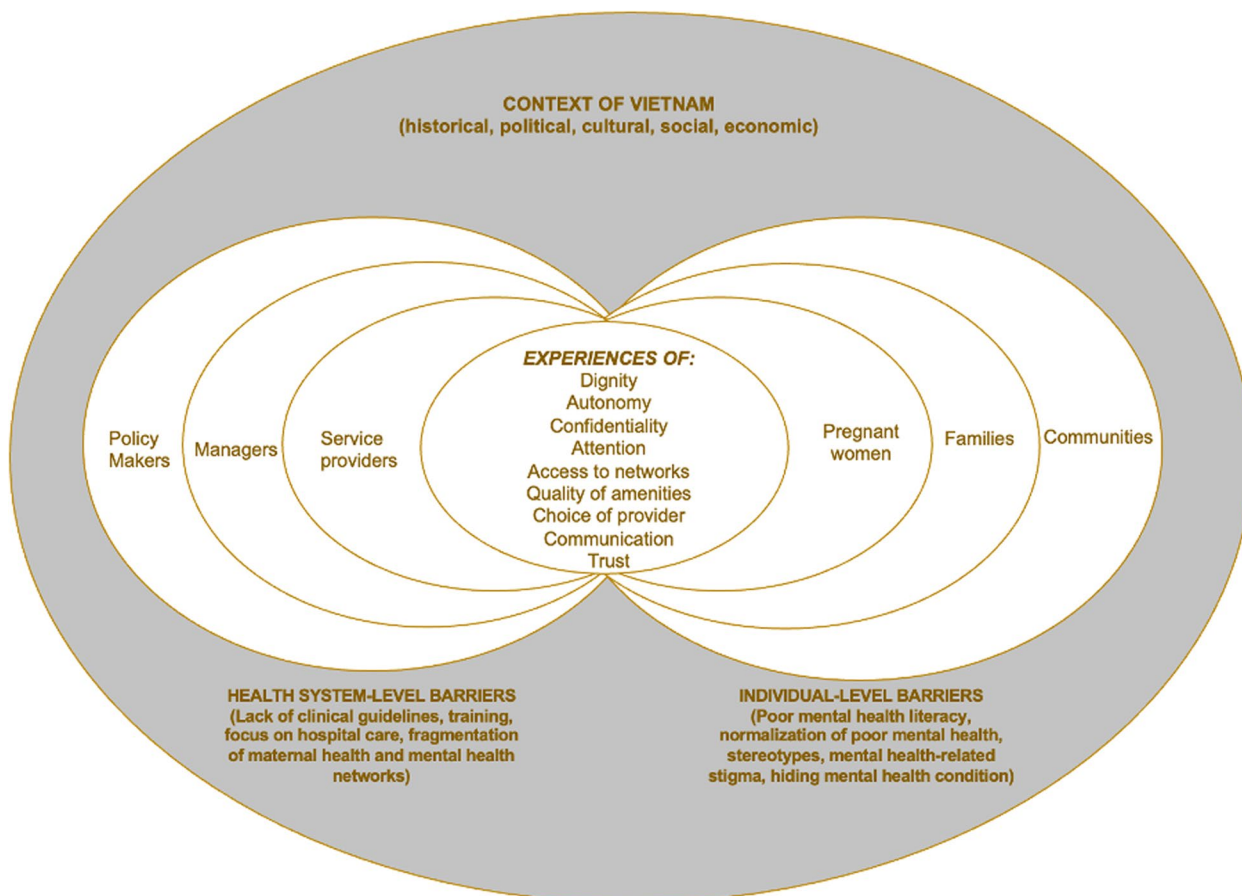 CONTEXT OF VIETNAM
(historical, political, cultural, social, economic)
EXPERIENCES OF:
Dignity
Autonomy
Confidentiality
Attention
Access to networks
Quality of amenities
Choice of provider
Communication
Trust
Policy
Makers
Managers
Service
providers
Pregnant
women
Families
Communities
HEALTH SYSTEM-LEVEL BARRIERS
(Lack of clinical guidelines, training,
focus on hospital care, fragmentation
of maternal health and mental health
networks)
INDIVIDUAL-LEVEL BARRIERS
(Poor mental health literacy,
normalization of poor mental health,
stereotypes, mental health-related
stigma, hiding mental health condition)